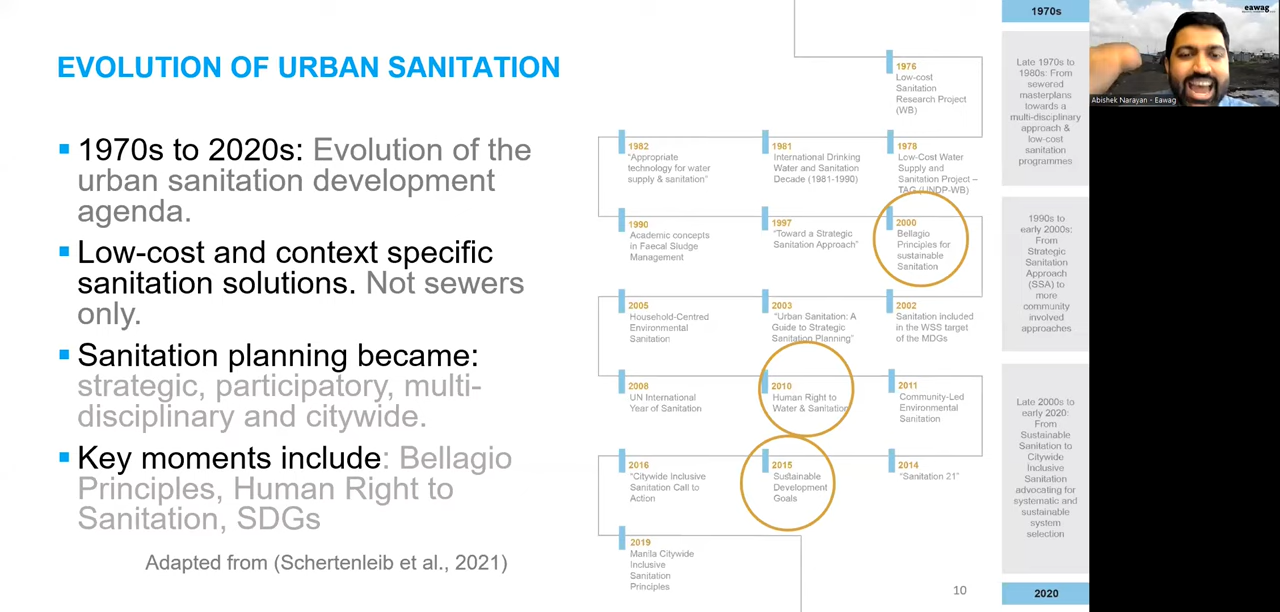 EVOLUTION OF URBAN SANITATION
1970s to 2020s: Evolution of the
urban sanitation development
agenda.
Low-cost and context specific
sanitation solutions. Not sewers
only.
Sanitation planning became:
strategic, participatory, multi-
disciplinary and citywide.
Key moments include: Bellagio
Principles, Human Right to
Sanitation, SDGs
Adapted from (Schertenleib et al., 2021)
1976
Low-cost
Sanitation
Research Project
(WB)
1982
"Appropriate
technology for water
supply & sanitation"
1981
International Drinking
Water and Sanitation
Decade (1981-1990)
1978
Low-Cost Water
Supply and
Sanitation Project –
TAG (UNDP-WB)
1990
Academic concepts
in Faecal Sludge
Management
1997
"Toward a Strategic
Sanitation Approach"
2000
Bellagio
Principles for
sustainable
Sanitation
2005
Household-Centred
Environmental
Sanitation
2003
"Urban Sanitation: A
Guide to Strategic
Sanitation Planning"
2002
Sanitation included
in the WSS target
of the MDGs
2008
UN International
Year of Sanitation
2010
Human Right to
Water & Sanitation
2011
Community-Led
Environmental
Sanitation
2016
"Citywide Inclusive
Sanitation Call to
Action
2015
Sustainable
Development
Goals
2014
"Sanitation 21"
2019
Manila Citywide
Inclusive
Sanitation
Principles
10
1970s
Late 1970s to
1980s: From
sewered
masterplans
towards a
multi-disciplinary
approach &
low-cost
sanitation
programmes
1990s to
early 2000s:
From
Strategic
Sanitation
Approach
(SSA) to
more
community
involved
approaches
Late 2000s to
early 2020:
From
Sustainable
Sanitation to
Citywide
Inclusive
Sanitation
advocating for
systematic and
sustainable
system
selection
2020
eawag
Abishek Narayan - Eawag